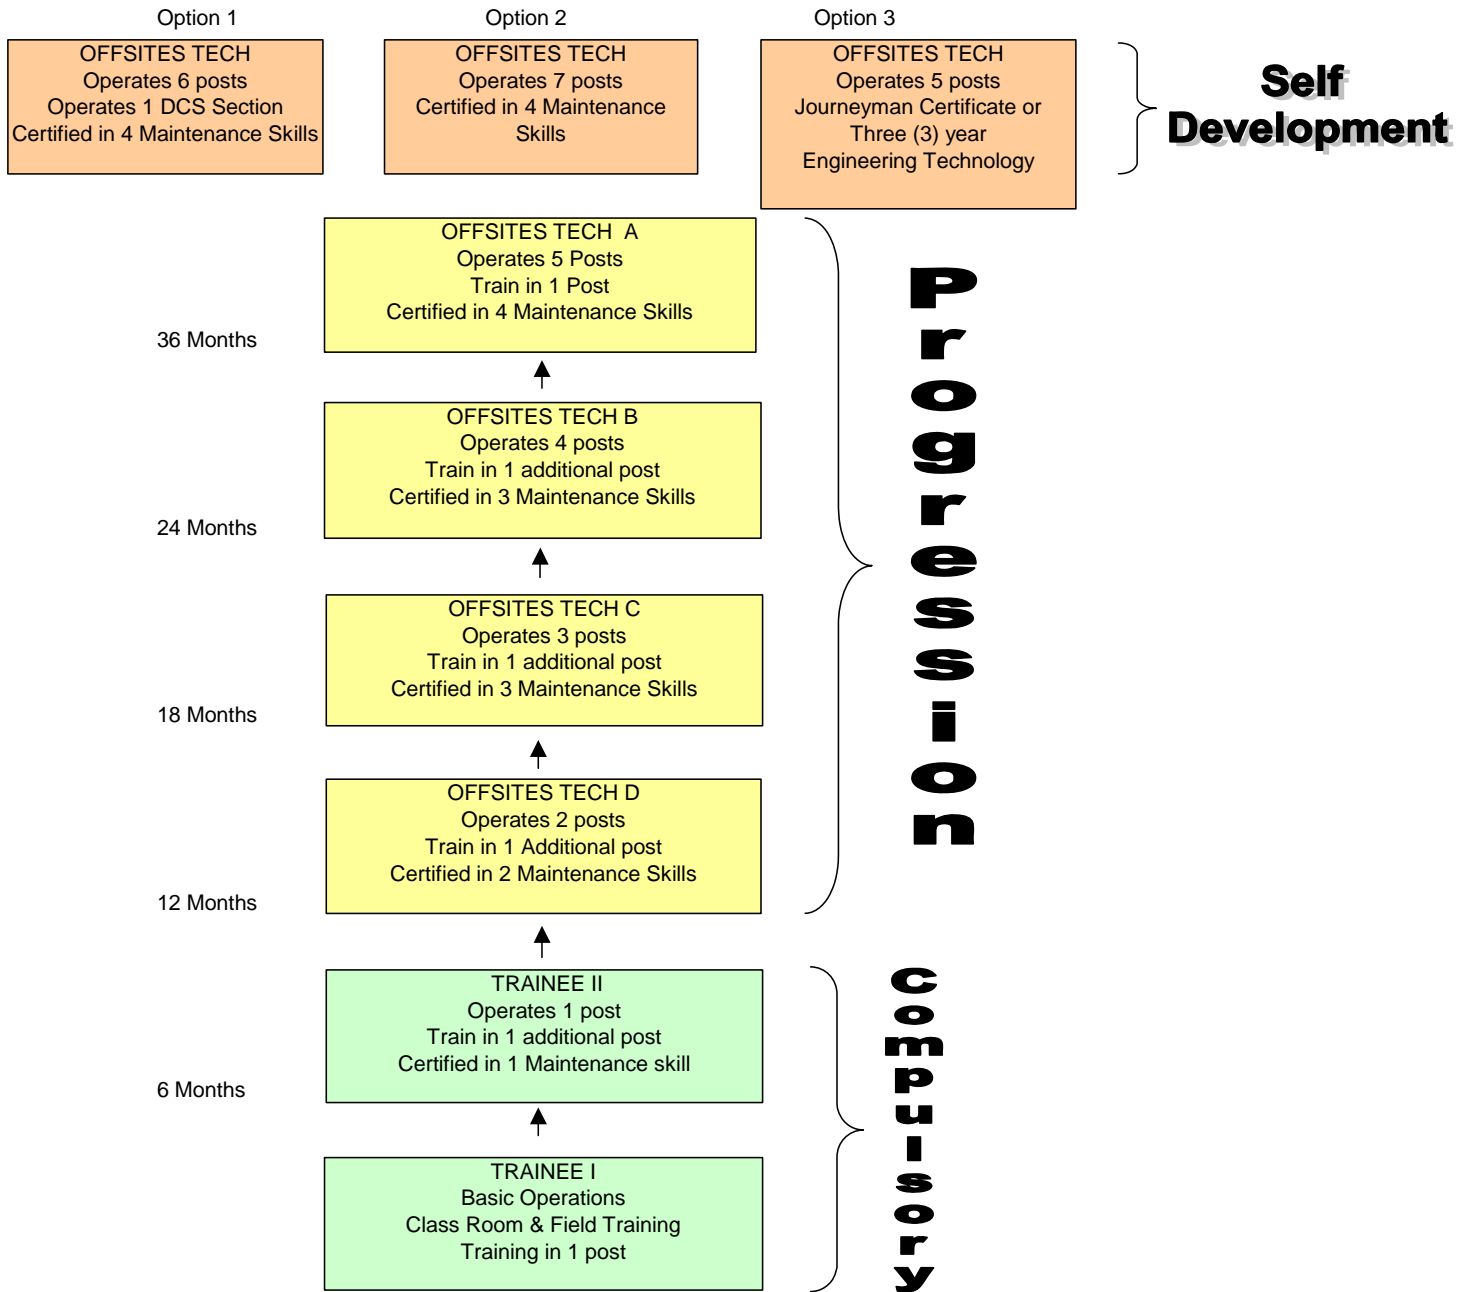 Option 1
Option 2
Option 3
OFFSITES TECH
Operates 6 posts
Operates 1 DCS Section
Certified in 4 Maintenance Skills
OFFSITES TECH
Operates 7 posts
Certified in 4 Maintenance
Skills
OFFSITES TECH
Operates 5 posts
Journeyman Certificate or
Three (3) year
Engineering Technology
Self
Development
OFFSITES TECH  A
Operates 5 Posts
Train in 1 Post
Certified in 4 Maintenance Skills
36 Months
OFFSITES TECH B
Operates 4 posts
Train in 1 additional post
Certified in 3 Maintenance Skills
24 Months
OFFSITES TECH C
Operates 3 posts
Train in 1 additional post
Certified in 3 Maintenance Skills
18 Months
OFFSITES TECH D
Operates 2 posts
Train in 1 Additional post
Certified in 2 Maintenance Skills
12 Months
Progression
TRAINEE II
Operates 1 post
Train in 1 additional post
Certified in 1 Maintenance skill
6 Months
TRAINEE I
Basic Operations
Class Room & Field Training
Training in 1 post
Compulsory